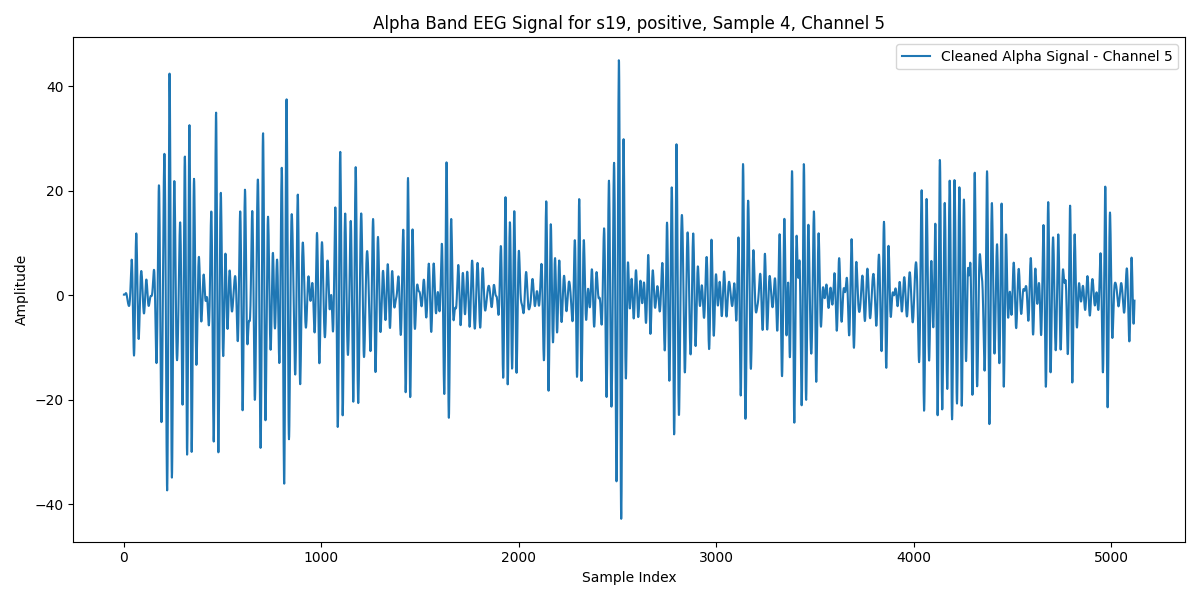 Alpha Band EEG Signal for s19, positive, Sample 4, Channel 5
Cleaned Alpha Signal - Channel 5
Amplitude
40
20
0
−20
−40
0 1000 2000 3000 4000 5000
Sample Index